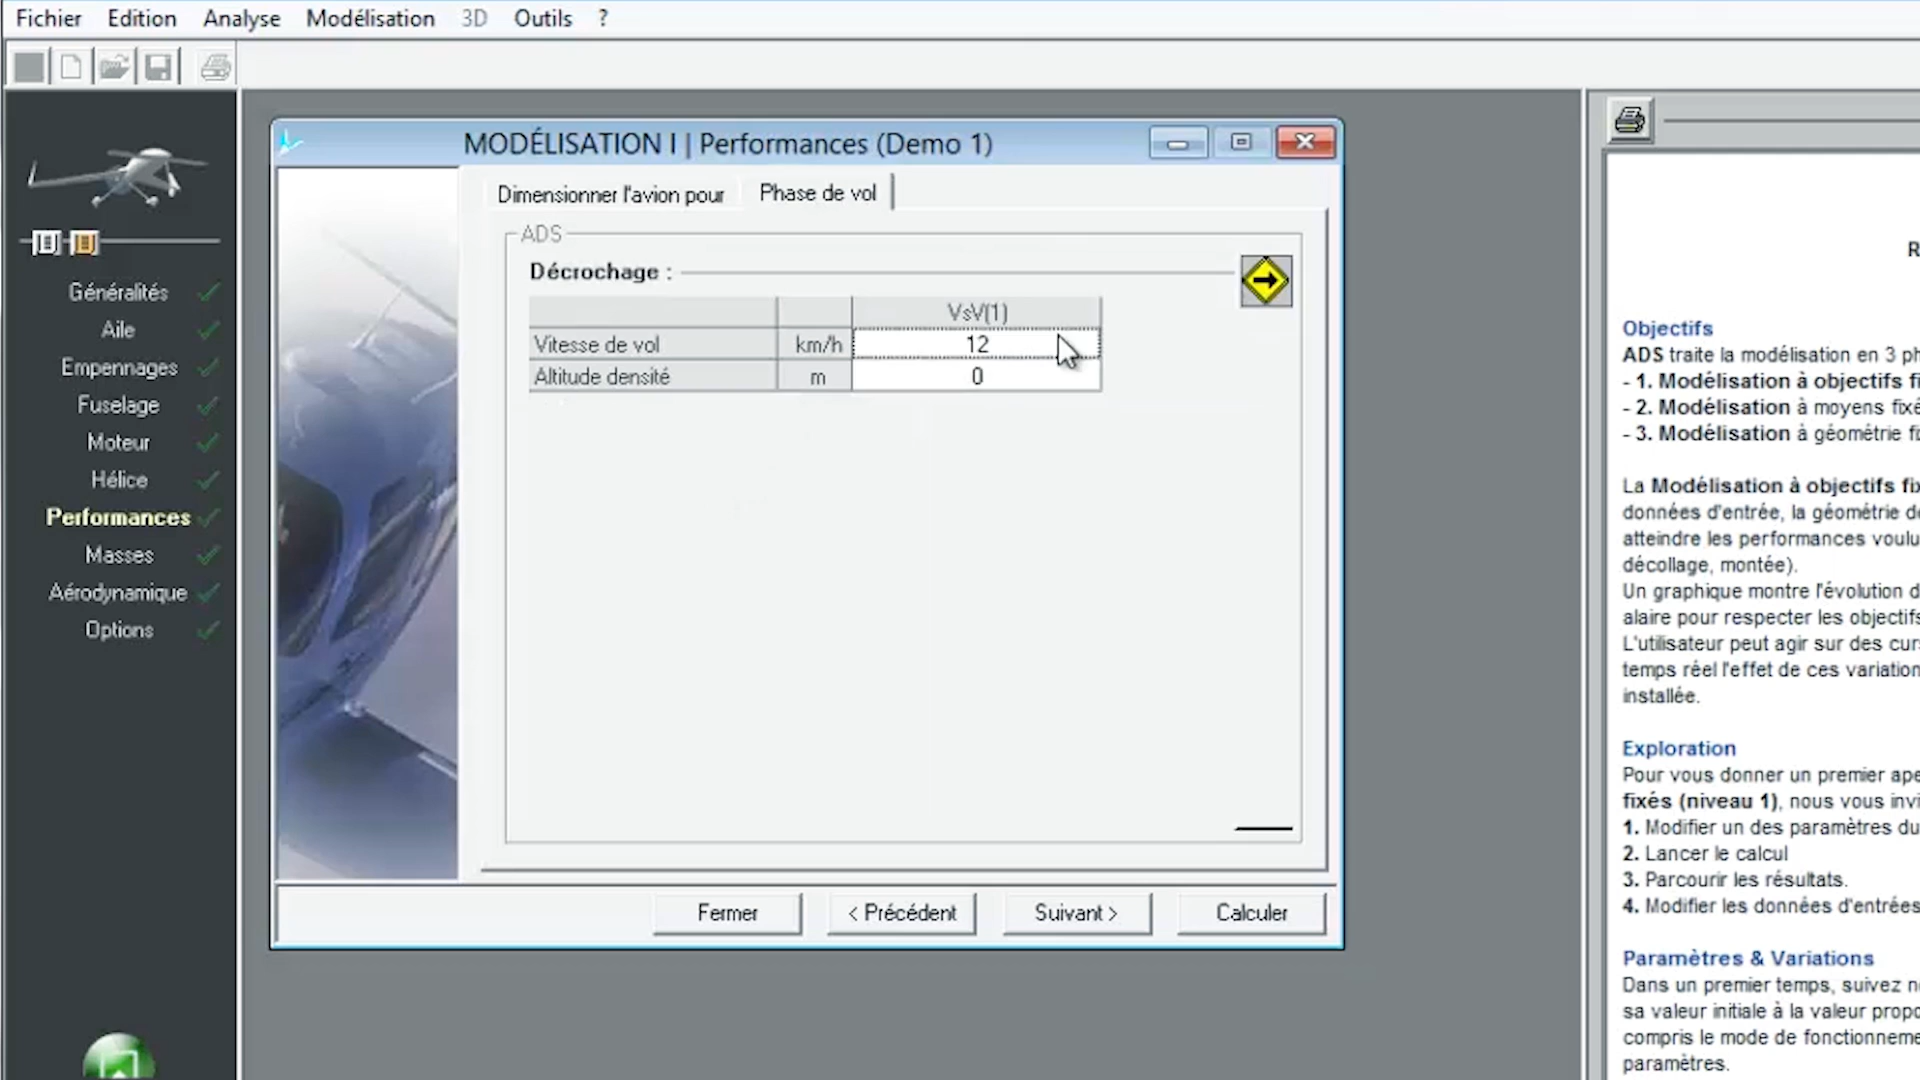 Fichier Edition Analyse Modélisation 3D Outils ?
MODÉLISATION I | Performances (Demo 1)
Dimensionner l'avion pour Phase de vol
ADS
Décrochage :
VsV(1)
Vitesse de vol km/h 12
Altitude densité m 0
Généralités
Aile
Empennages
Fuselage
Moteur
Hélice
Performances
Masses
Aérodynamique
Options
Fermer < Précédent Suivant > Calculer
R
Objectifs
ADS traite la modélisation en 3 ph
- 1. Modélisation à objectifs fi
- 2. Modélisation à moyens fixé
- 3. Modélisation à géométrie fi
La Modélisation à objectifs fix
données d'entrée, la géométrie de
atteindre les performances voulu
décollage, montée).
Un graphique montre l'évolution d
alaire pour respecter les objectifs
L'utilisateur peut agir sur des curs
temps réel l'effet de ces variation
installée.
Exploration
Pour vous donner un premier ape
fixés (niveau 1), nous vous invi
1. Modifier un des paramètres du
2. Lancer le calcul
3. Parcourir les résultats.
4. Modifier les données d'entrées
Paramètres & Variations
Dans un premier temps, suivez n
sa valeur initiale à la valeur propo
compris le mode de fonctionneme
paramètres.